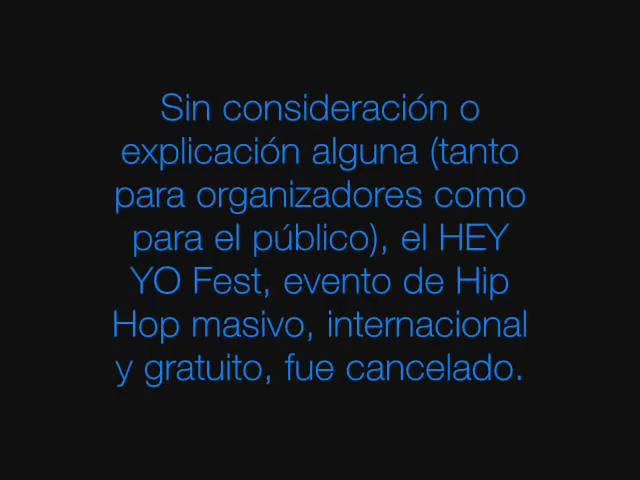 Sin consideración o
explicación alguna (tanto
para organizadores como
para el público), el HEY
YO Fest, evento de Hip
Hop masivo, internacional
y gratuito, fue cancelado.